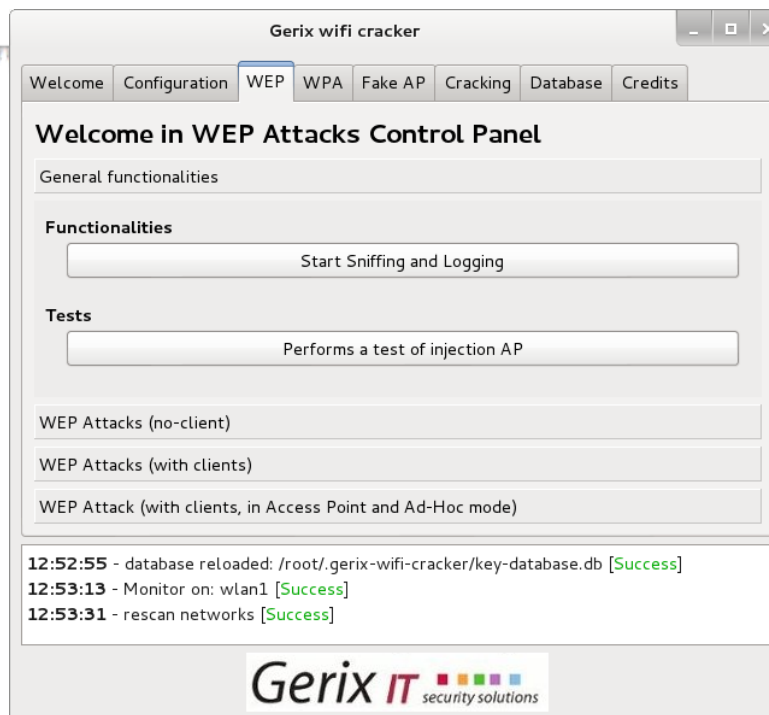 Gerix wifi cracker
Welcome Configuration WEP WPA Fake AP Cracking Database Credits
Welcome in WEP Attacks Control Panel
General functionalities
Functionalities
Start Sniffing and Logging
Tests
Performs a test of injection AP
WEP Attacks (no-client)
WEP Attacks (with clients)
WEP Attack (with clients, in Access Point and Ad-Hoc mode)
12:52:55 - database reloaded: /root/.gerix-wifi-cracker/key-database.db [Success]
12:53:13 - Monitor on: wlan1 [Success]
12:53:31 - rescan networks [Success]
Gerix IT security solutions